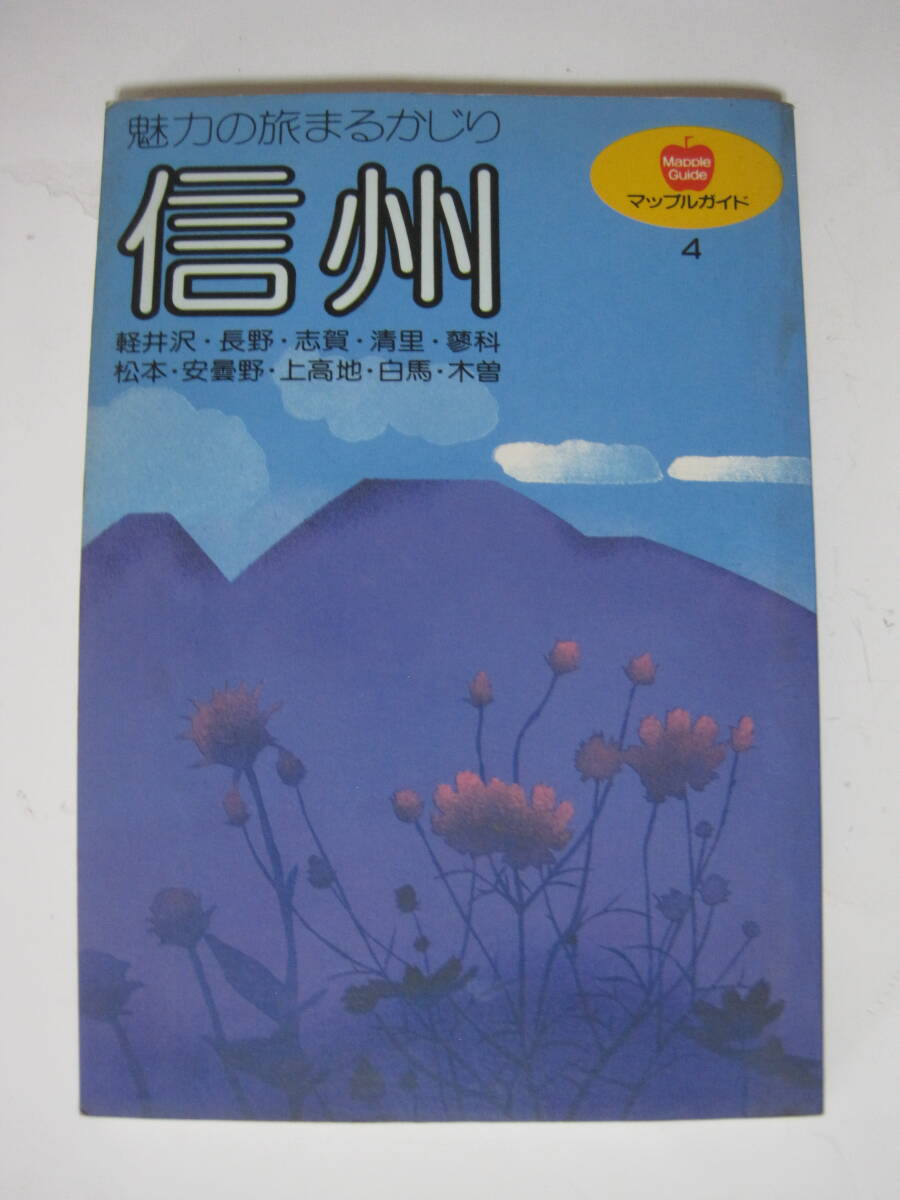 魅力の旅まるかじり
信州
軽井沢・長野・志賀・清里・蓼科
松本・安曇野・上高地・白馬・木曽
Mapple
Guide
マップルガイド
4